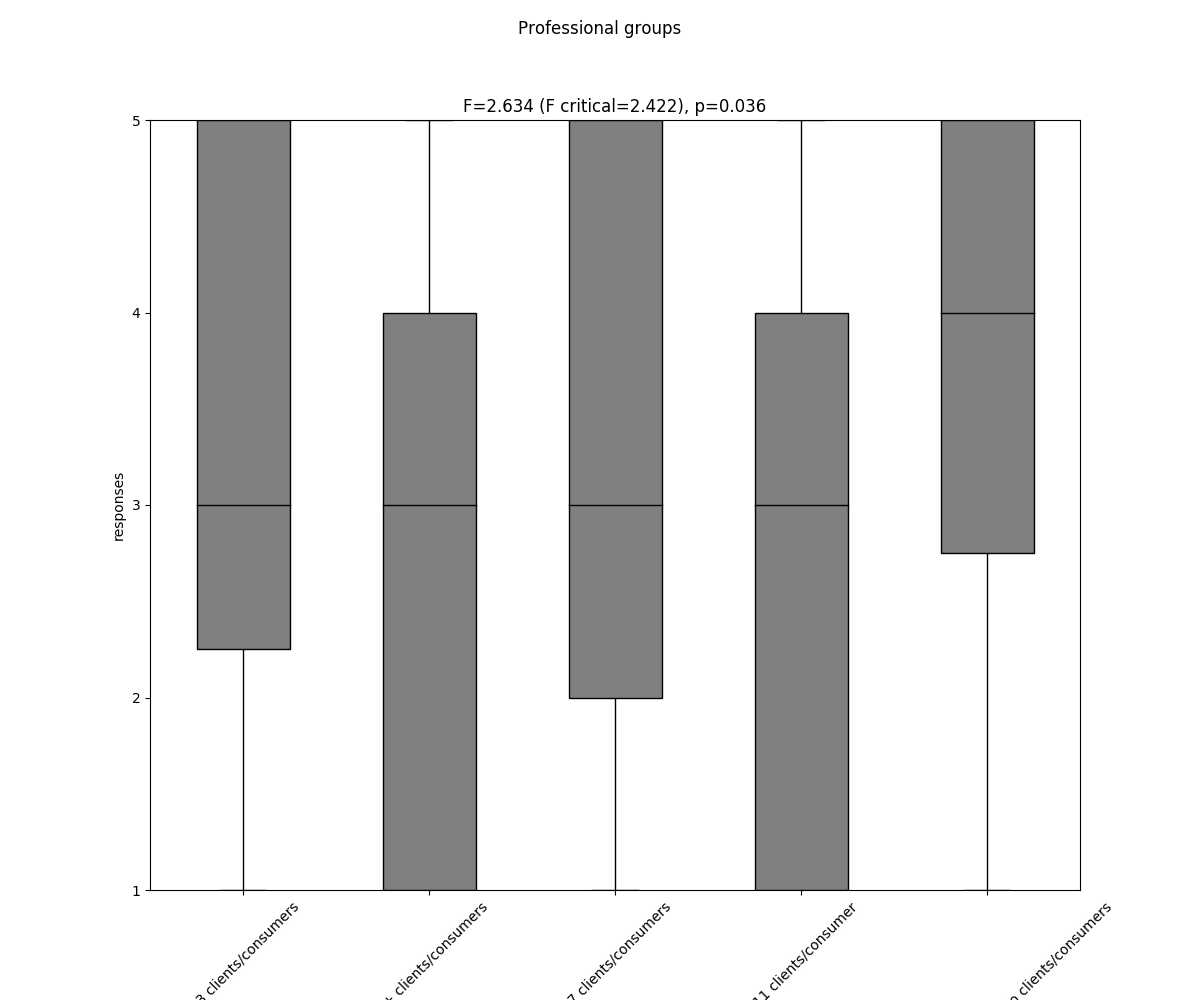 Professional groups
F=2.634 (F critical=2.422), p=0.036
5
4
3
2
1
responses
3 clients/consumers
clients/consumers
7 clients/consumers
11 clients/consumer
clients/consumers